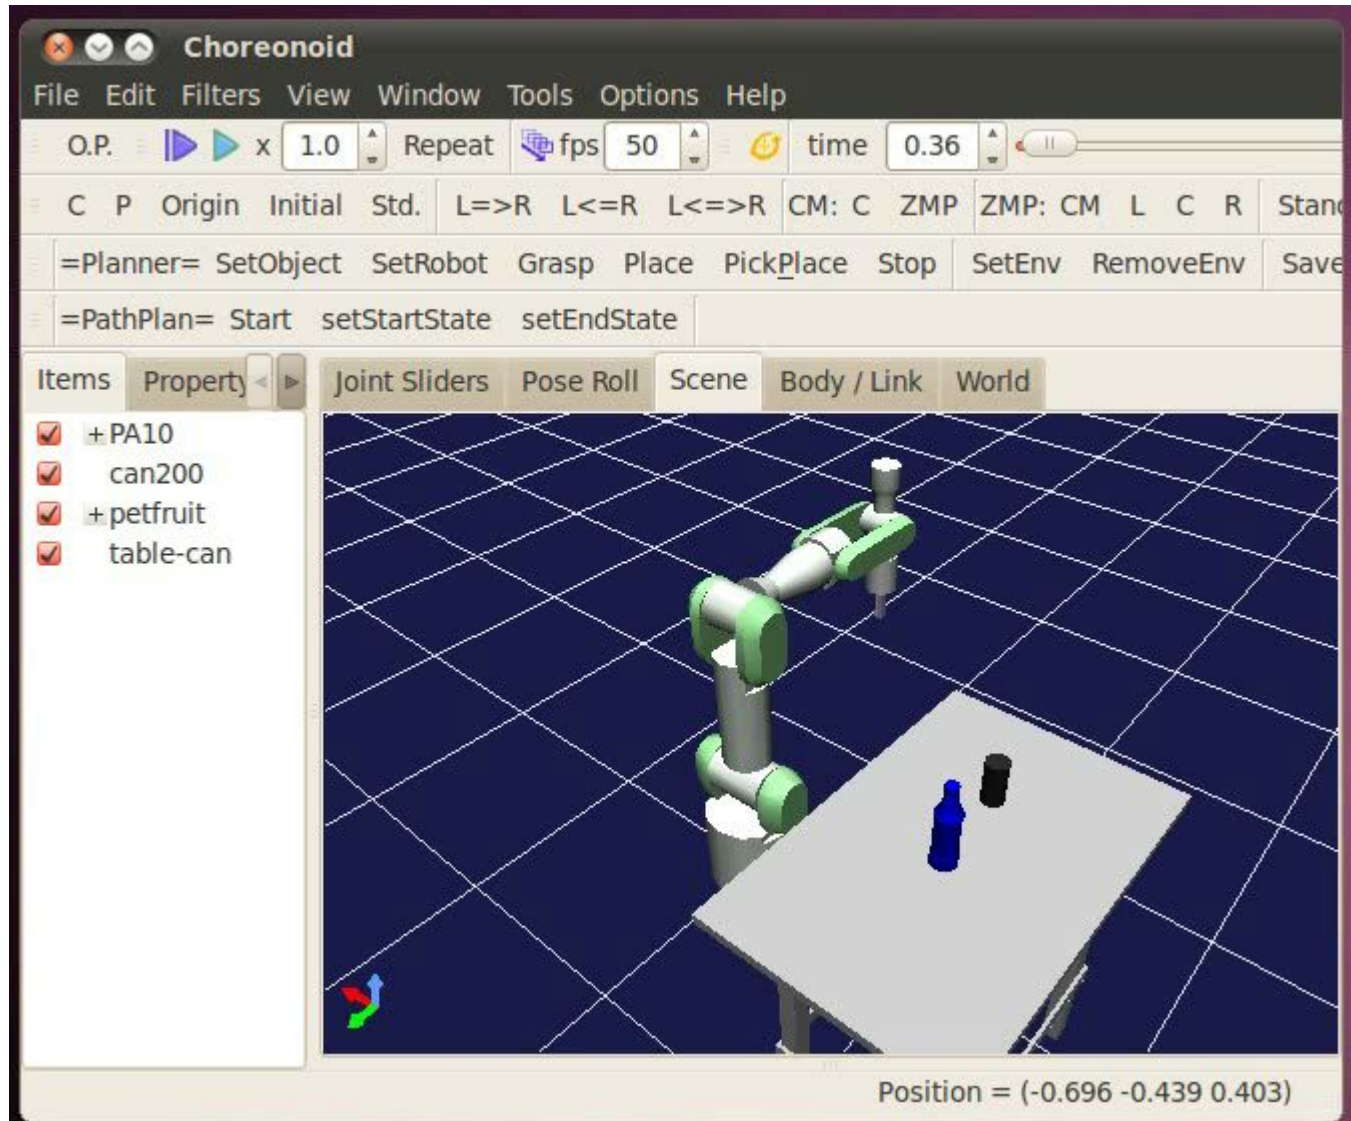 Choreonoid
File Edit Filters View Window Tools Options Help
O.P. x 1.0 Repeat fps 50 time 0.36
C P Origin Initial Std. L=>R L<=R L<=>R CM: C ZMP ZMP: CM L C R Stand
=Planner= SetObject SetRobot Grasp Place PickPlace Stop SetEnv RemoveEnv Save
=PathPlan= Start setStartState setEndState
Items Property Joint Sliders Pose Roll Scene Body / Link World
+PA10
can200
+petfruit
table-can
Position = (-0.696 -0.439 0.403)